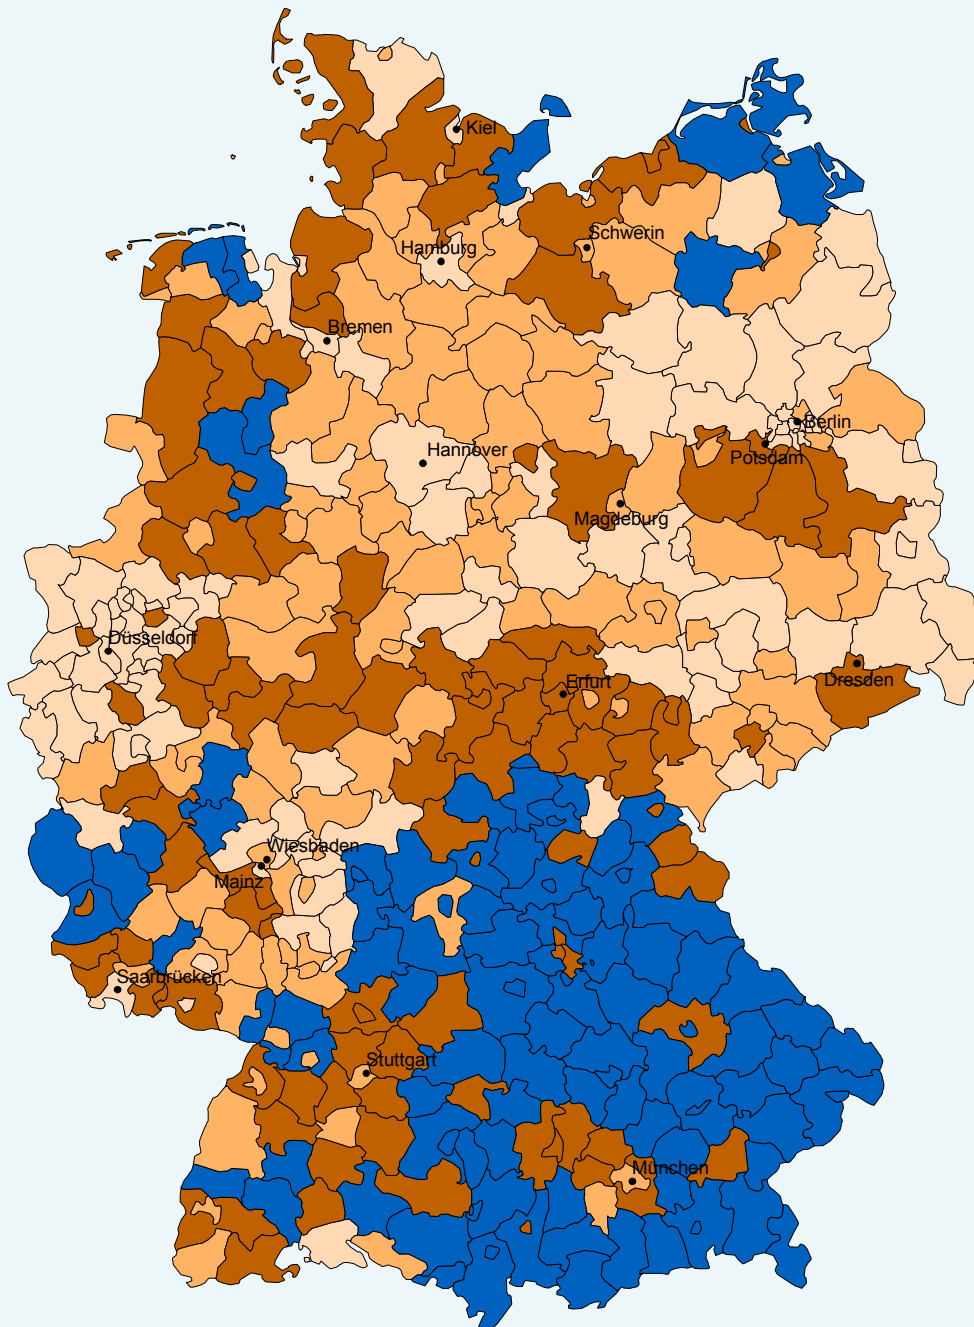 Kiel
Schwerin
Hamburg
Bremen
Berlin
Hannover
Potsdam
Magdeburg
Düsseldorf
Dresden
Erfurt
Wiesbaden
Mainz
Saarbrücken
Stuttgart
München